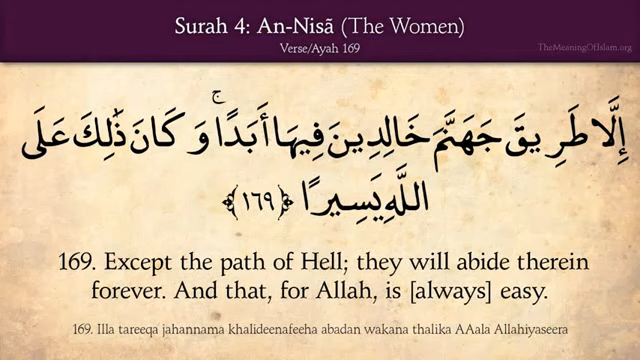 Surah 4: An-Nisã (The Women)
Verse/Ayah 169
TheMeaningOfIslam.org
إِلَّا طَرِيقَ جَهَنَّمَ خَالِدِينَ فِيهَا أَبَدًا ۚ وَكَانَ ذَٰلِكَ عَلَى
اللَّهِ يَسِيرًا ﴿١٦٩﴾
169. Except the path of Hell; they will abide therein
forever. And that, for Allah, is [always] easy.
169. Illa tareeqa jahannama khalideenafeeha abadan wakana thalika AAala Allahiyaseera